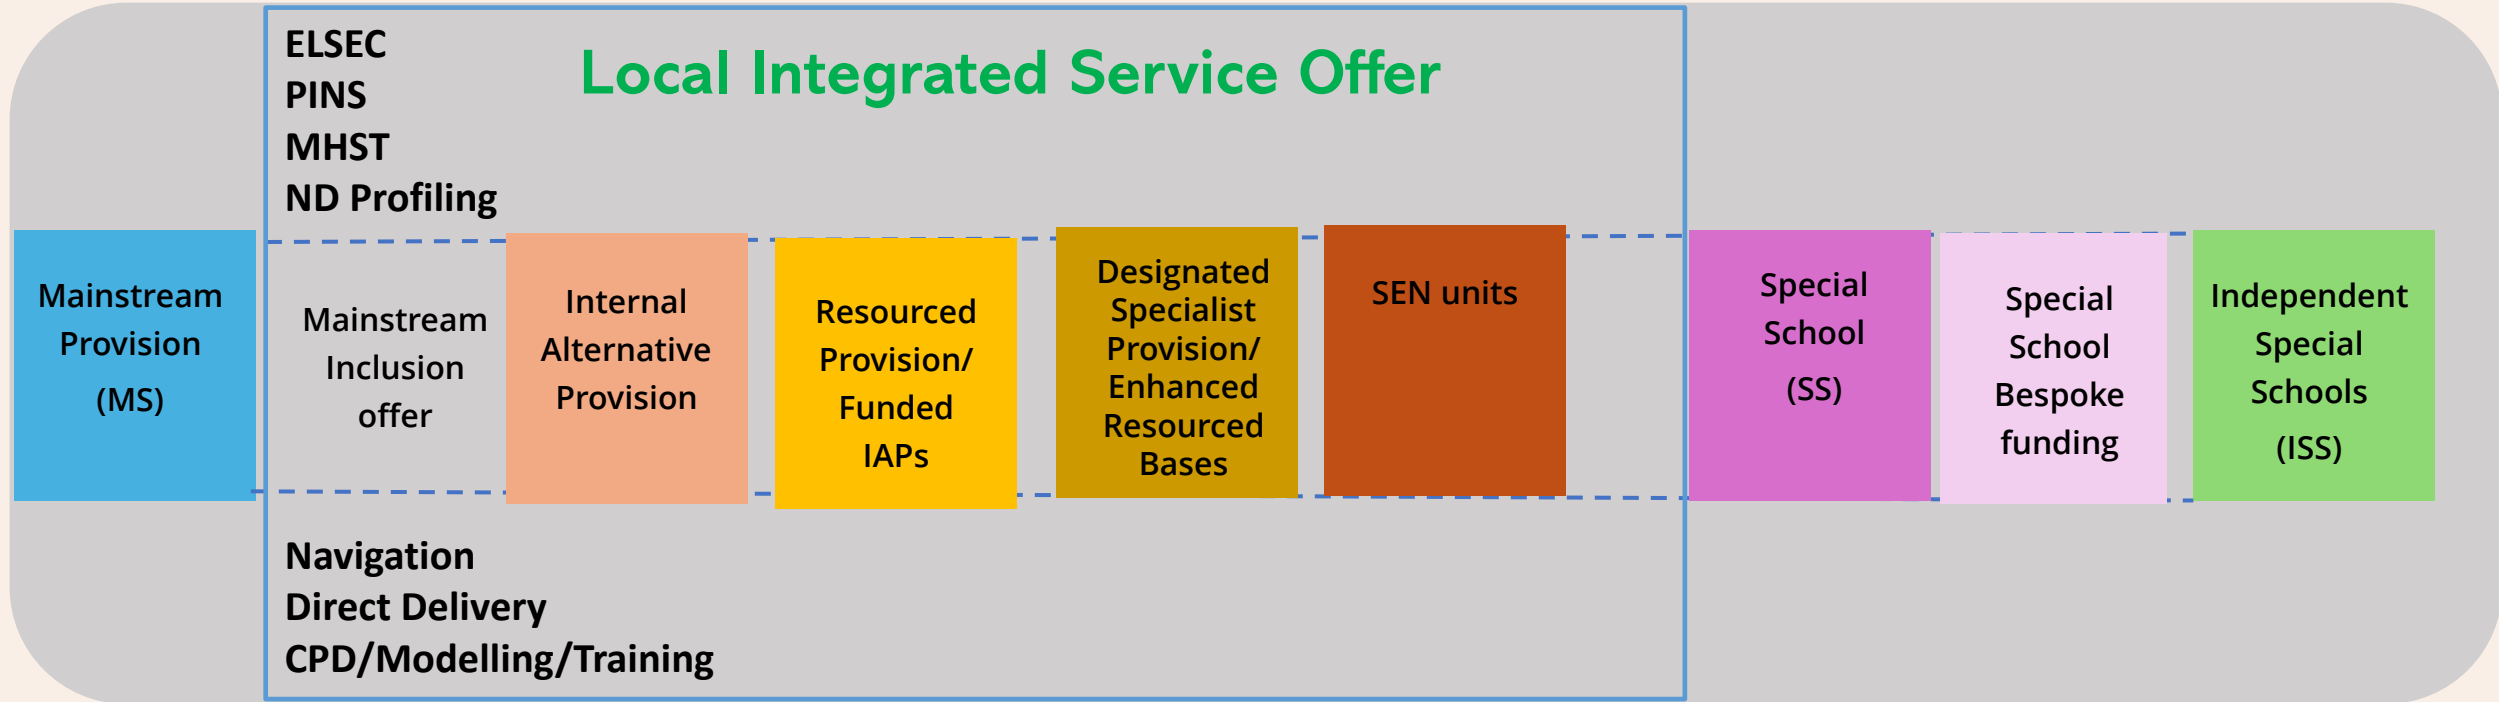 ELSEC
PINS
MHST
ND Profiling
Local Integrated Service Offer
Mainstream
Provision
(MS)
Mainstream
Inclusion
offer
Internal
Alternative
Provision
Resourced
Provision/
Funded
IAPs
Designated
Specialist
Provision/
Enhanced
Resourced
Bases
SEN units
Special
School
(SS)
Special
School
Bespoke
funding
Independent
Special
Schools
(ISS)
Navigation
Direct Delivery
CPD/Modelling/Training